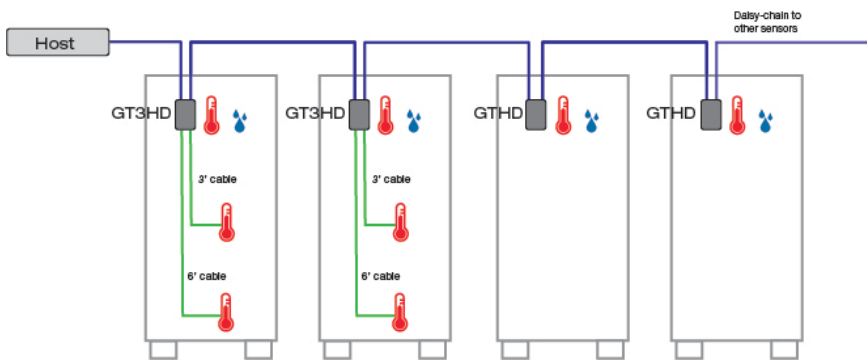 Daisy-chain to
other sensors
Host
GT3HD
GT3HD
GTHD
GTHD
3' cable
3' cable
6' cable
6' cable